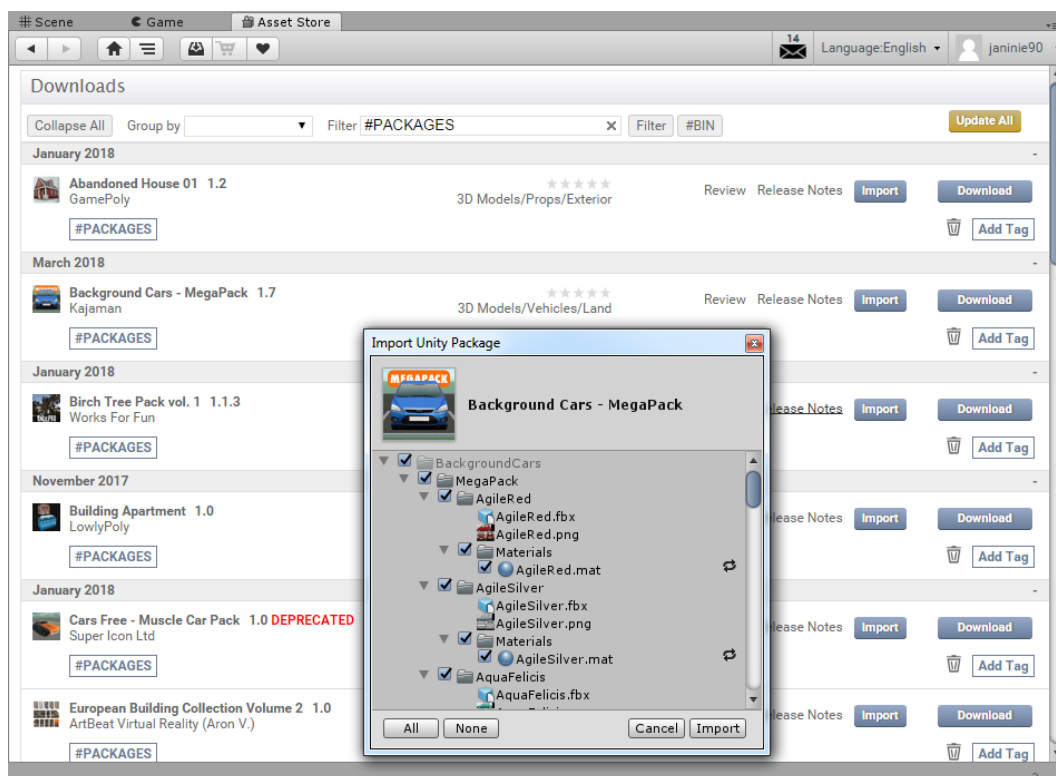 # Scene Game Asset Store
14 Language:English janinie90
Downloads
Collapse All Group by Filter #PACKAGES Filter #BIN Update All
January 2018 -
Abandoned House 01 1.2
GamePoly
3D Models/Props/Exterior
Review Release Notes Import Download
#PACKAGES Add Tag
March 2018 -
Background Cars - MegaPack 1.7
Kajaman
3D Models/Vehicles/Land
Review Release Notes Import Download
#PACKAGES Add Tag
January 2018 -
Birch Tree Pack vol. 1 1.1.3
Works For Fun
lease Notes Import Download
#PACKAGES Add Tag
November 2017 -
Building Apartment 1.0
LowlyPoly
lease Notes Import Download
#PACKAGES Add Tag
January 2018 -
Cars Free - Muscle Car Pack 1.0 DEPRECATED
Super Icon Ltd
lease Notes Import Download
#PACKAGES Add Tag
European Building Collection Volume 2 1.0
ArtBeat Virtual Reality (Aron V.)
lease Notes Import Download
#PACKAGES Add Tag
Import Unity Package
MEGAPACK
Background Cars - MegaPack
BackgroundCars
MegaPack
AgileRed
AgileRed.fbx
AgileRed.png
Materials
AgileRed.mat
AgileSilver
AgileSilver.fbx
AgileSilver.png
Materials
AgileSilver.mat
AquaFelicis
AquaFelicis.fbx
All None Cancel Import